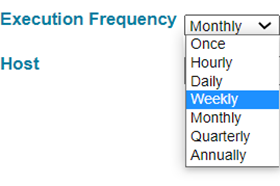 Execution Frequency Monthly
Once
Hourly
Host
Daily
Weekly
Monthly
Quarterly
Annually